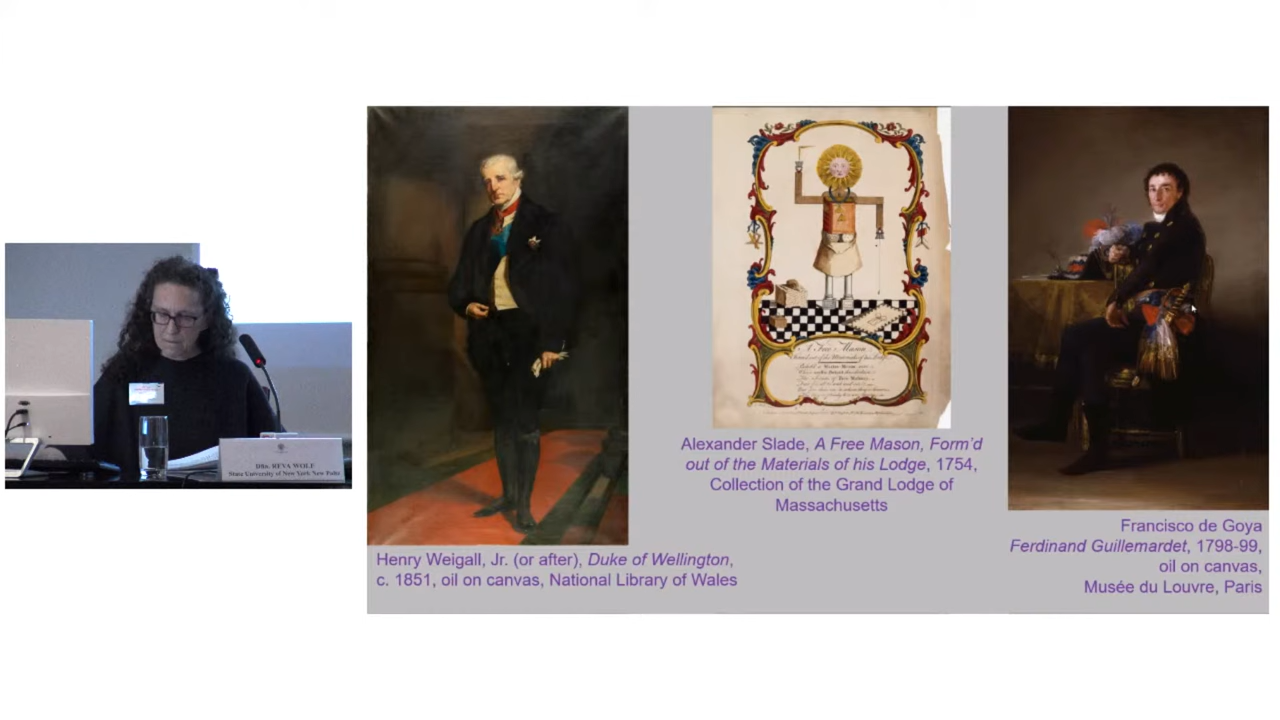 DRA. REVA WOLF
State University of New York New Paltz
A Free Mason
Henry Weigall, Jr. (or after), Duke of Wellington,
c. 1851, oil on canvas, National Library of Wales
Alexander Slade, A Free Mason, Form'd
out of the Materials of his Lodge, 1754,
Collection of the Grand Lodge of
Massachusetts
Francisco de Goya
Ferdinand Guillemardet, 1798-99,
oil on canvas,
Musée du Louvre, Paris